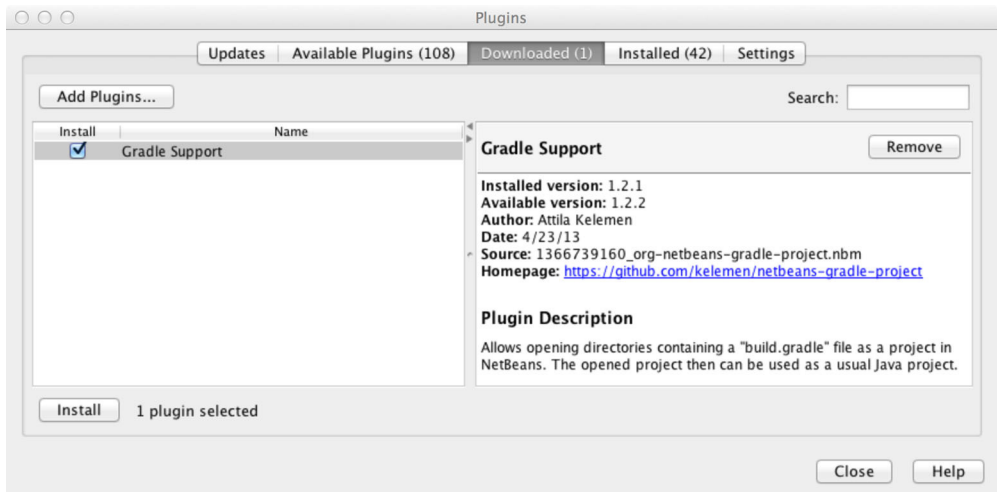 Plugins
Updates
Available Plugins (108)
Downloaded (1)
Installed (42)
Settings
Add Plugins...
Search:
Install
Name
Gradle Support
Gradle Support
Remove
Installed version: 1.2.1
Available version: 1.2.2
Author: Attila Kelemen
Date: 4/23/13
Source: 1366739160_org-netbeans-gradle-project.nbm
Homepage: https://github.com/kelemen/netbeans-gradle-project
Plugin Description
Allows opening directories containing a "build.gradle" file as a project in
NetBeans. The opened project then can be used as a usual Java project.
Install
1 plugin selected
Close
Help